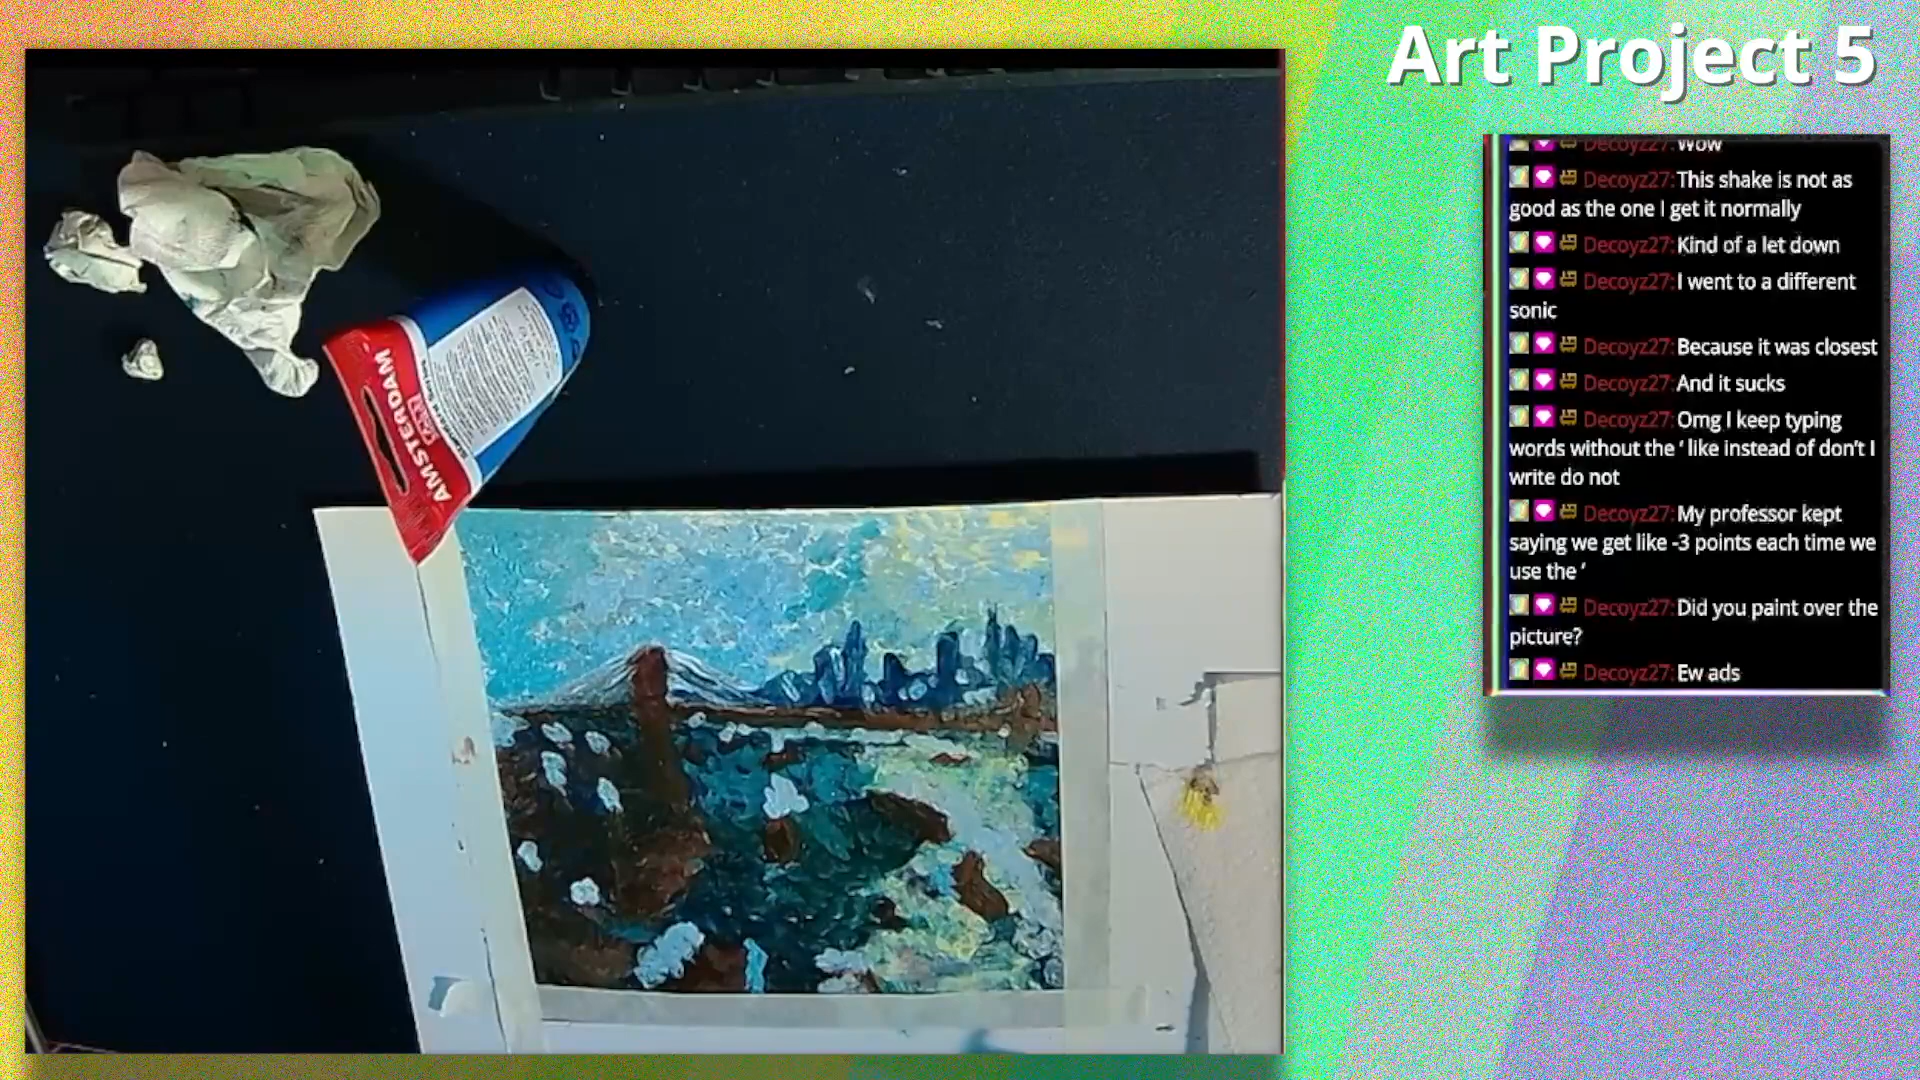 Art Project 5
Decoyz27: Wow
Decoyz27: This shake is not as
good as the one I get it normally
Decoyz27: Kind of a let down
Decoyz27: I went to a different
sonic
Decoyz27: Because it was closest
Decoyz27: And it sucks
Decoyz27: Omg I keep typing
words without the ‘ like instead of don’t I
write do not
Decoyz27: My professor kept
saying we get like -3 points each time we
use the ‘
Decoyz27: Did you paint over the
picture?
Decoyz27: Ew ads
AMSTERDAM